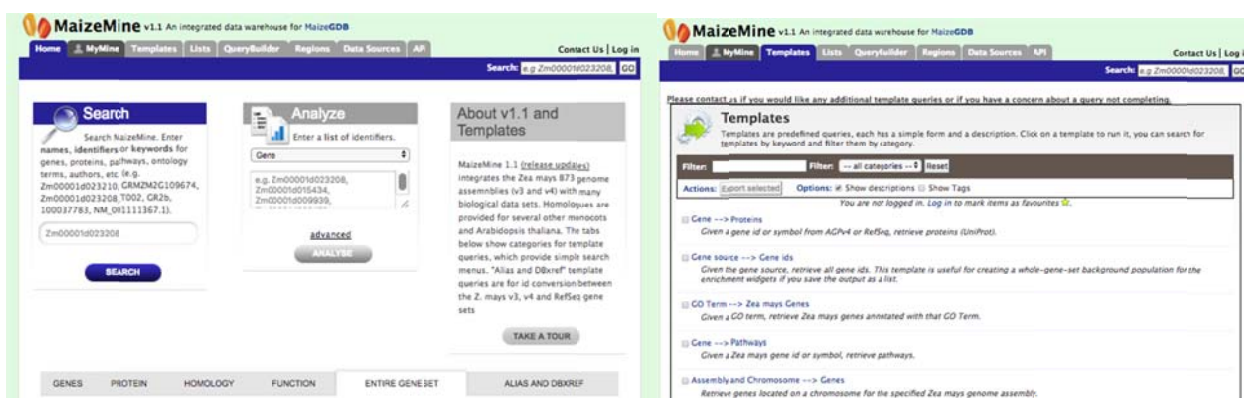 MaizeMine v1.1 An integrated data warehouse for MaizeGDB
Home MyMine Templates Lists QueryBuilder Regions Data Sources API
Contact Us | Log in
Search: e.g Zm00001d023208, GO
Search
Search MaizeMine. Enter
names, identifiers or keywords for
genes, proteins, pathways, ontology
terms, authors, etc (e.g.
Zm00001d023210, GRMZM2G109674,
Zm00001d023208_T002, GR2b,
100037783, NM_001111367.1).
Zm00001d023208
SEARCH
Analyze
Enter a list of identifiers.
Gene
e.g. Zm00001d023208,
Zm00001d015434,
Zm00001d009939,
advanced
ANALYSE
About v1.1 and
Templates
MaizeMine 1.1 (release updates)
integrates the Zea mays B73 genome
assemnblies (v3 and v4) with many
biological data sets. Homologues are
provided for several other monocots
and Arabidopsis thaliana. The tabs
below show categories for template
queries, which provide simple search
menus. "Alias and DBxref" template
queries are for id conversion between
the Z. mays v3, v4 and RefSeq gene
sets
TAKE A TOUR
GENES PROTEIN HOMOLOGY FUNCTION ENTIRE GENE SET ALIAS AND DBXREF
MaizeMine v1.1 An integrated data warehouse for MaizeGDB
Home MyMine Templates Lists QueryBuilder Regions Data Sources API
Contact Us | Log i
Search: e.g Zm00001d023208, GO
Please contact us if you would like any additional template queries or if you have a concern about a query not completing.
Templates
Templates are predefined queries, each has a simple form and a description. Click on a template to run it, you can search for
templates by keyword and filter them by category.
Filter: Filter: -- all categories -- Reset
Actions: Export selected Options: Show descriptions Show Tags
You are not logged in. Log in to mark items as favourites.
Gene --> Proteins
Given a gene id or symbol from AGPv4 or RefSeq, retrieve proteins (UniProt).
Gene source --> Gene ids
Given the gene source, retrieve all gene ids. This template is useful for creating a whole-gene-set background population for the
enrichment widgets if you save the output as a list.
GO Term --> Zea mays Genes
Given a GO term, retrieve Zea mays genes annotated with that GO Term.
Gene --> Pathways
Given a Zea mays gene id or symbol, retrieve pathways.
Assembly and Chromosome --> Genes
Retrieve genes located on a chromosome for the specified Zea mays genome assembly.